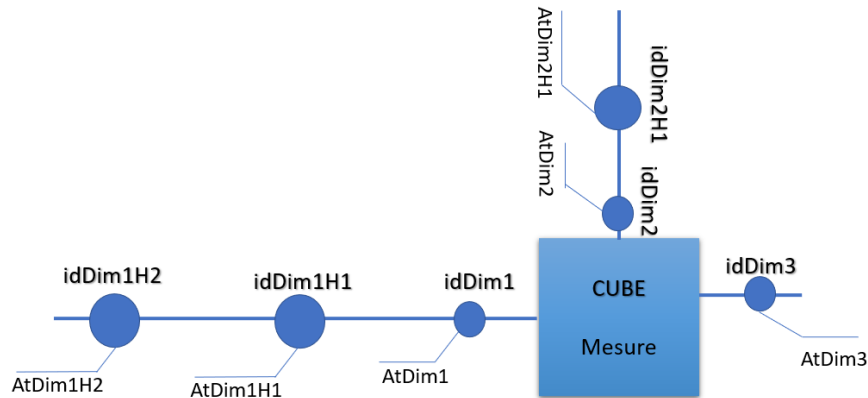 AtDim2H1
idDim2H1
AtDim2
idDim2
idDim1H2
idDim1H1
idDim1
CUBE
idDim3
Mesure
AtDim1H2
AtDim1H1
AtDim1
AtDim3